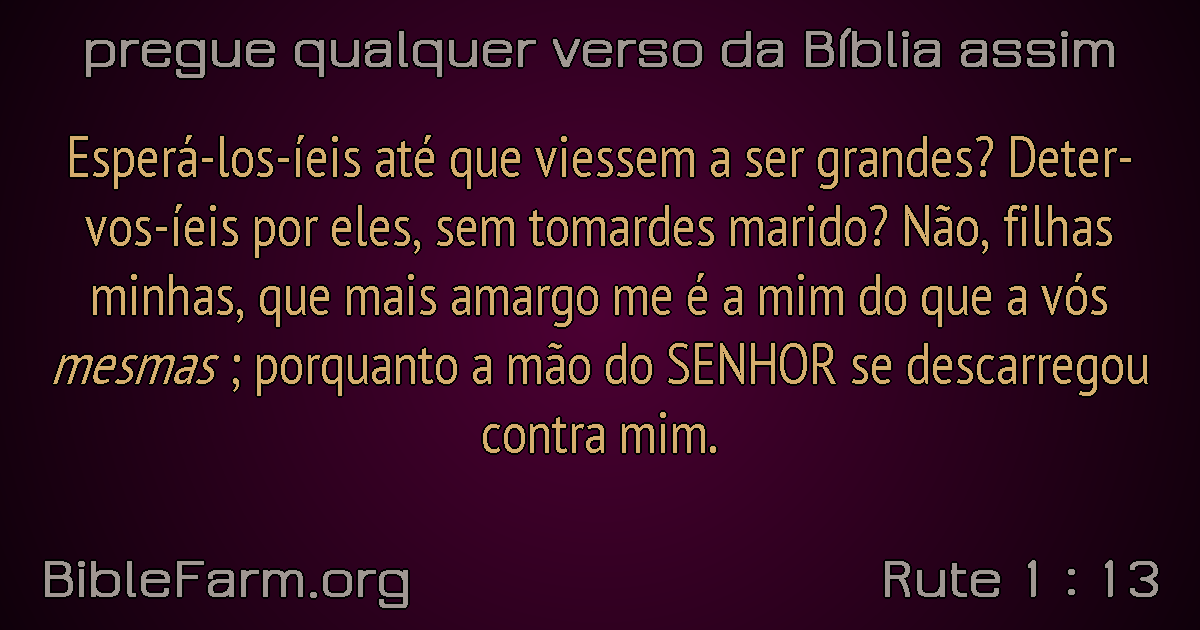 pregue qualquer verso da Bíblia assim
Esperá-los-íeis até que viessem a ser grandes? Deter-
vos-íeis por eles, sem tomardes marido? Não, filhas
minhas, que mais amargo me é a mim do que a vós
mesmas ; porquanto a mão do SENHOR se descarregou
contra mim.
BibleFarm.org
Rute 1 : 13